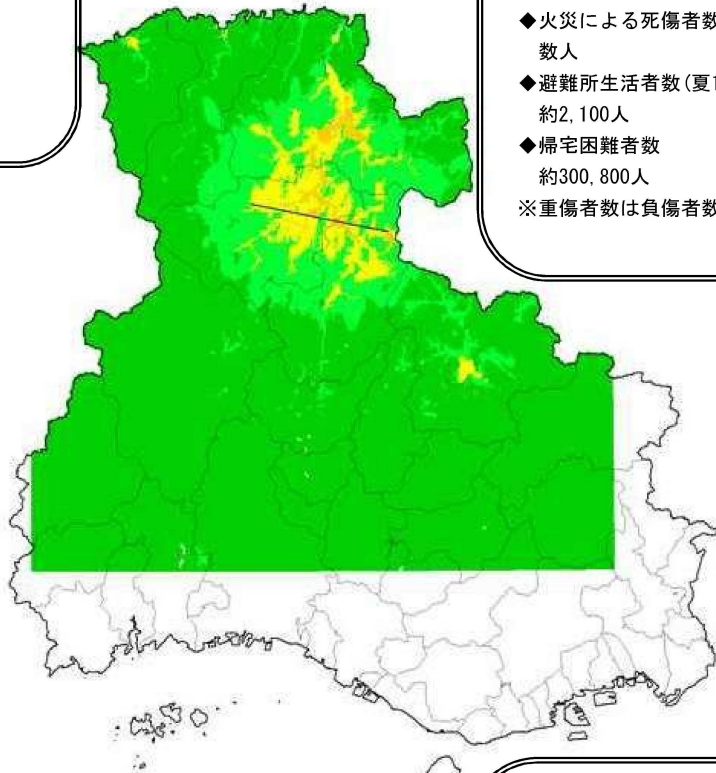 ◆火災による死傷者数
数人
◆避難所生活者数(夏1
約2,100人
◆帰宅困難者数
約300,800人
※重傷者数は負傷者数